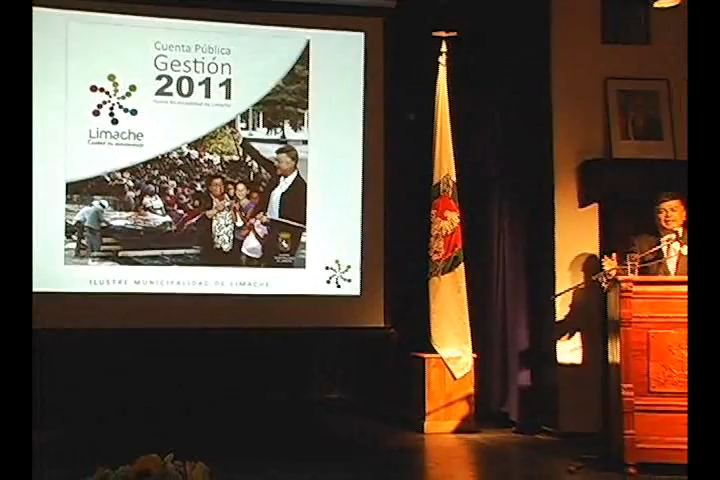 Cuenta Pública
Gestión
2011
Limache
ILUSTRE MUNICIPALIDAD DE LIMACHE